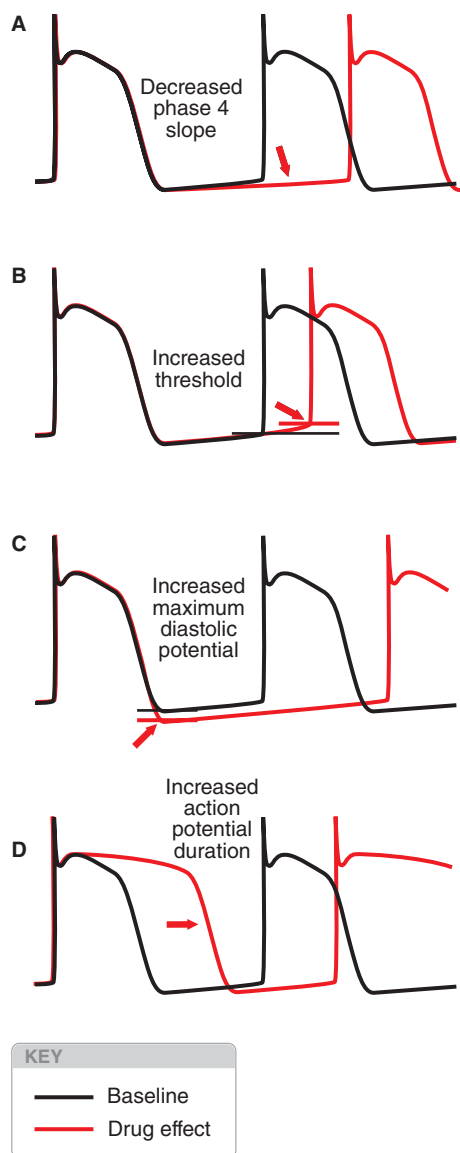 A
Decreased
phase 4
slope
B
Increased
threshold
C
Increased
maximum
diastolic
potential
Increased
action
potential
duration
D
KEY
Baseline
Drug effect